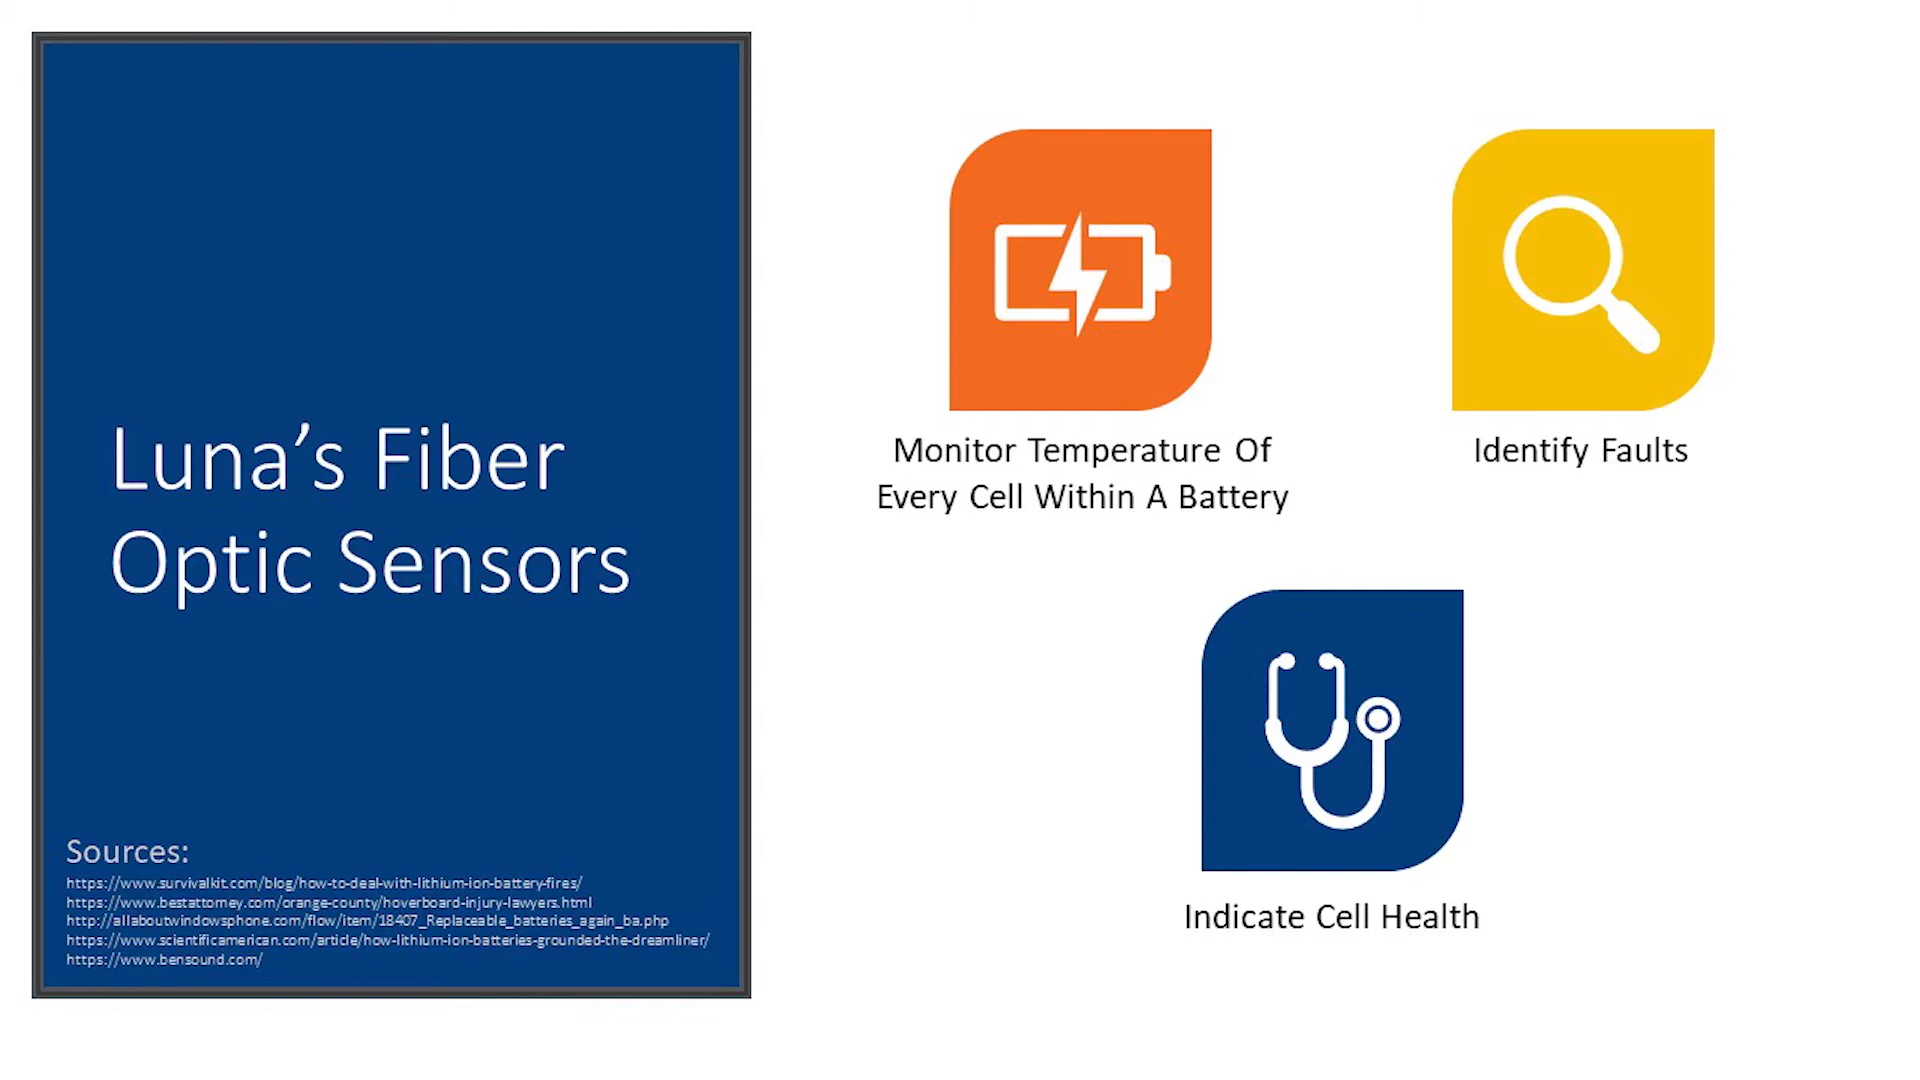 Luna's Fiber
Optic Sensors
Sources:
https://www.survivalkit.com/blog/how-to-deal-with-lithium-ion-battery-fires/
https://www.bestattorney.com/orange-county/hoverboard-injury-lawyers.html
http://allaboutwindowsphone.com/flow/item/18407_Replaceable_batteries_again_ba.php
https://www.scientificamerican.com/article/how-lithium-ion-batteries-grounded-the-dreamliner/
https://www.bensound.com/
Monitor Temperature Of
Every Cell Within A Battery
Identify Faults
Indicate Cell Health